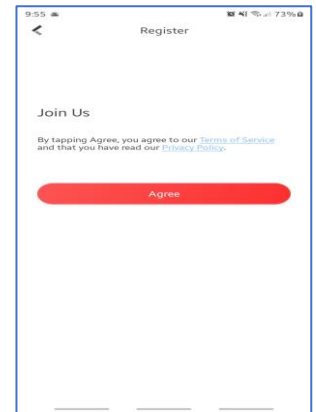 9:55 73%
Register
Join Us
By tapping Agree, you agree to our Terms of Service
and that you have read our Privacy Policy.
Agree